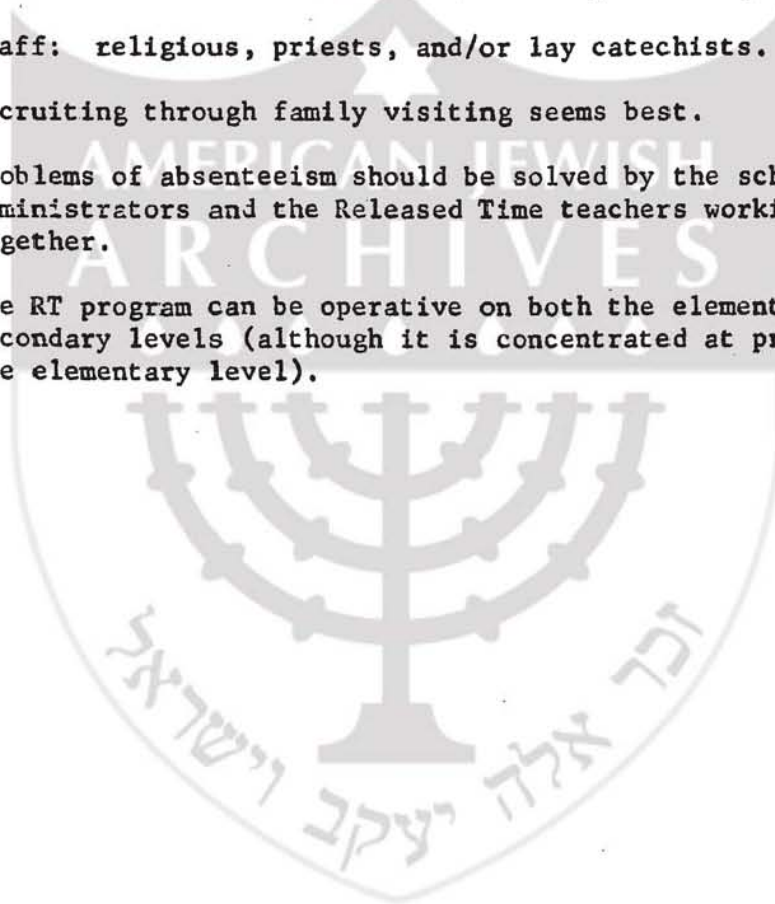 aff: religious, priests, and/or lay catechists.
cruiting through family visiting seems best.
oblems of absenteeism should be solved by the sch
ministrators and the Released Time teachers worki
gether.
e RT program can be operative on both the element
condary levels (although it is concentrated at pr
e elementary level).
AMERICAN JEWISH
ARCHIVES
זכר אלה יעקב וישראל